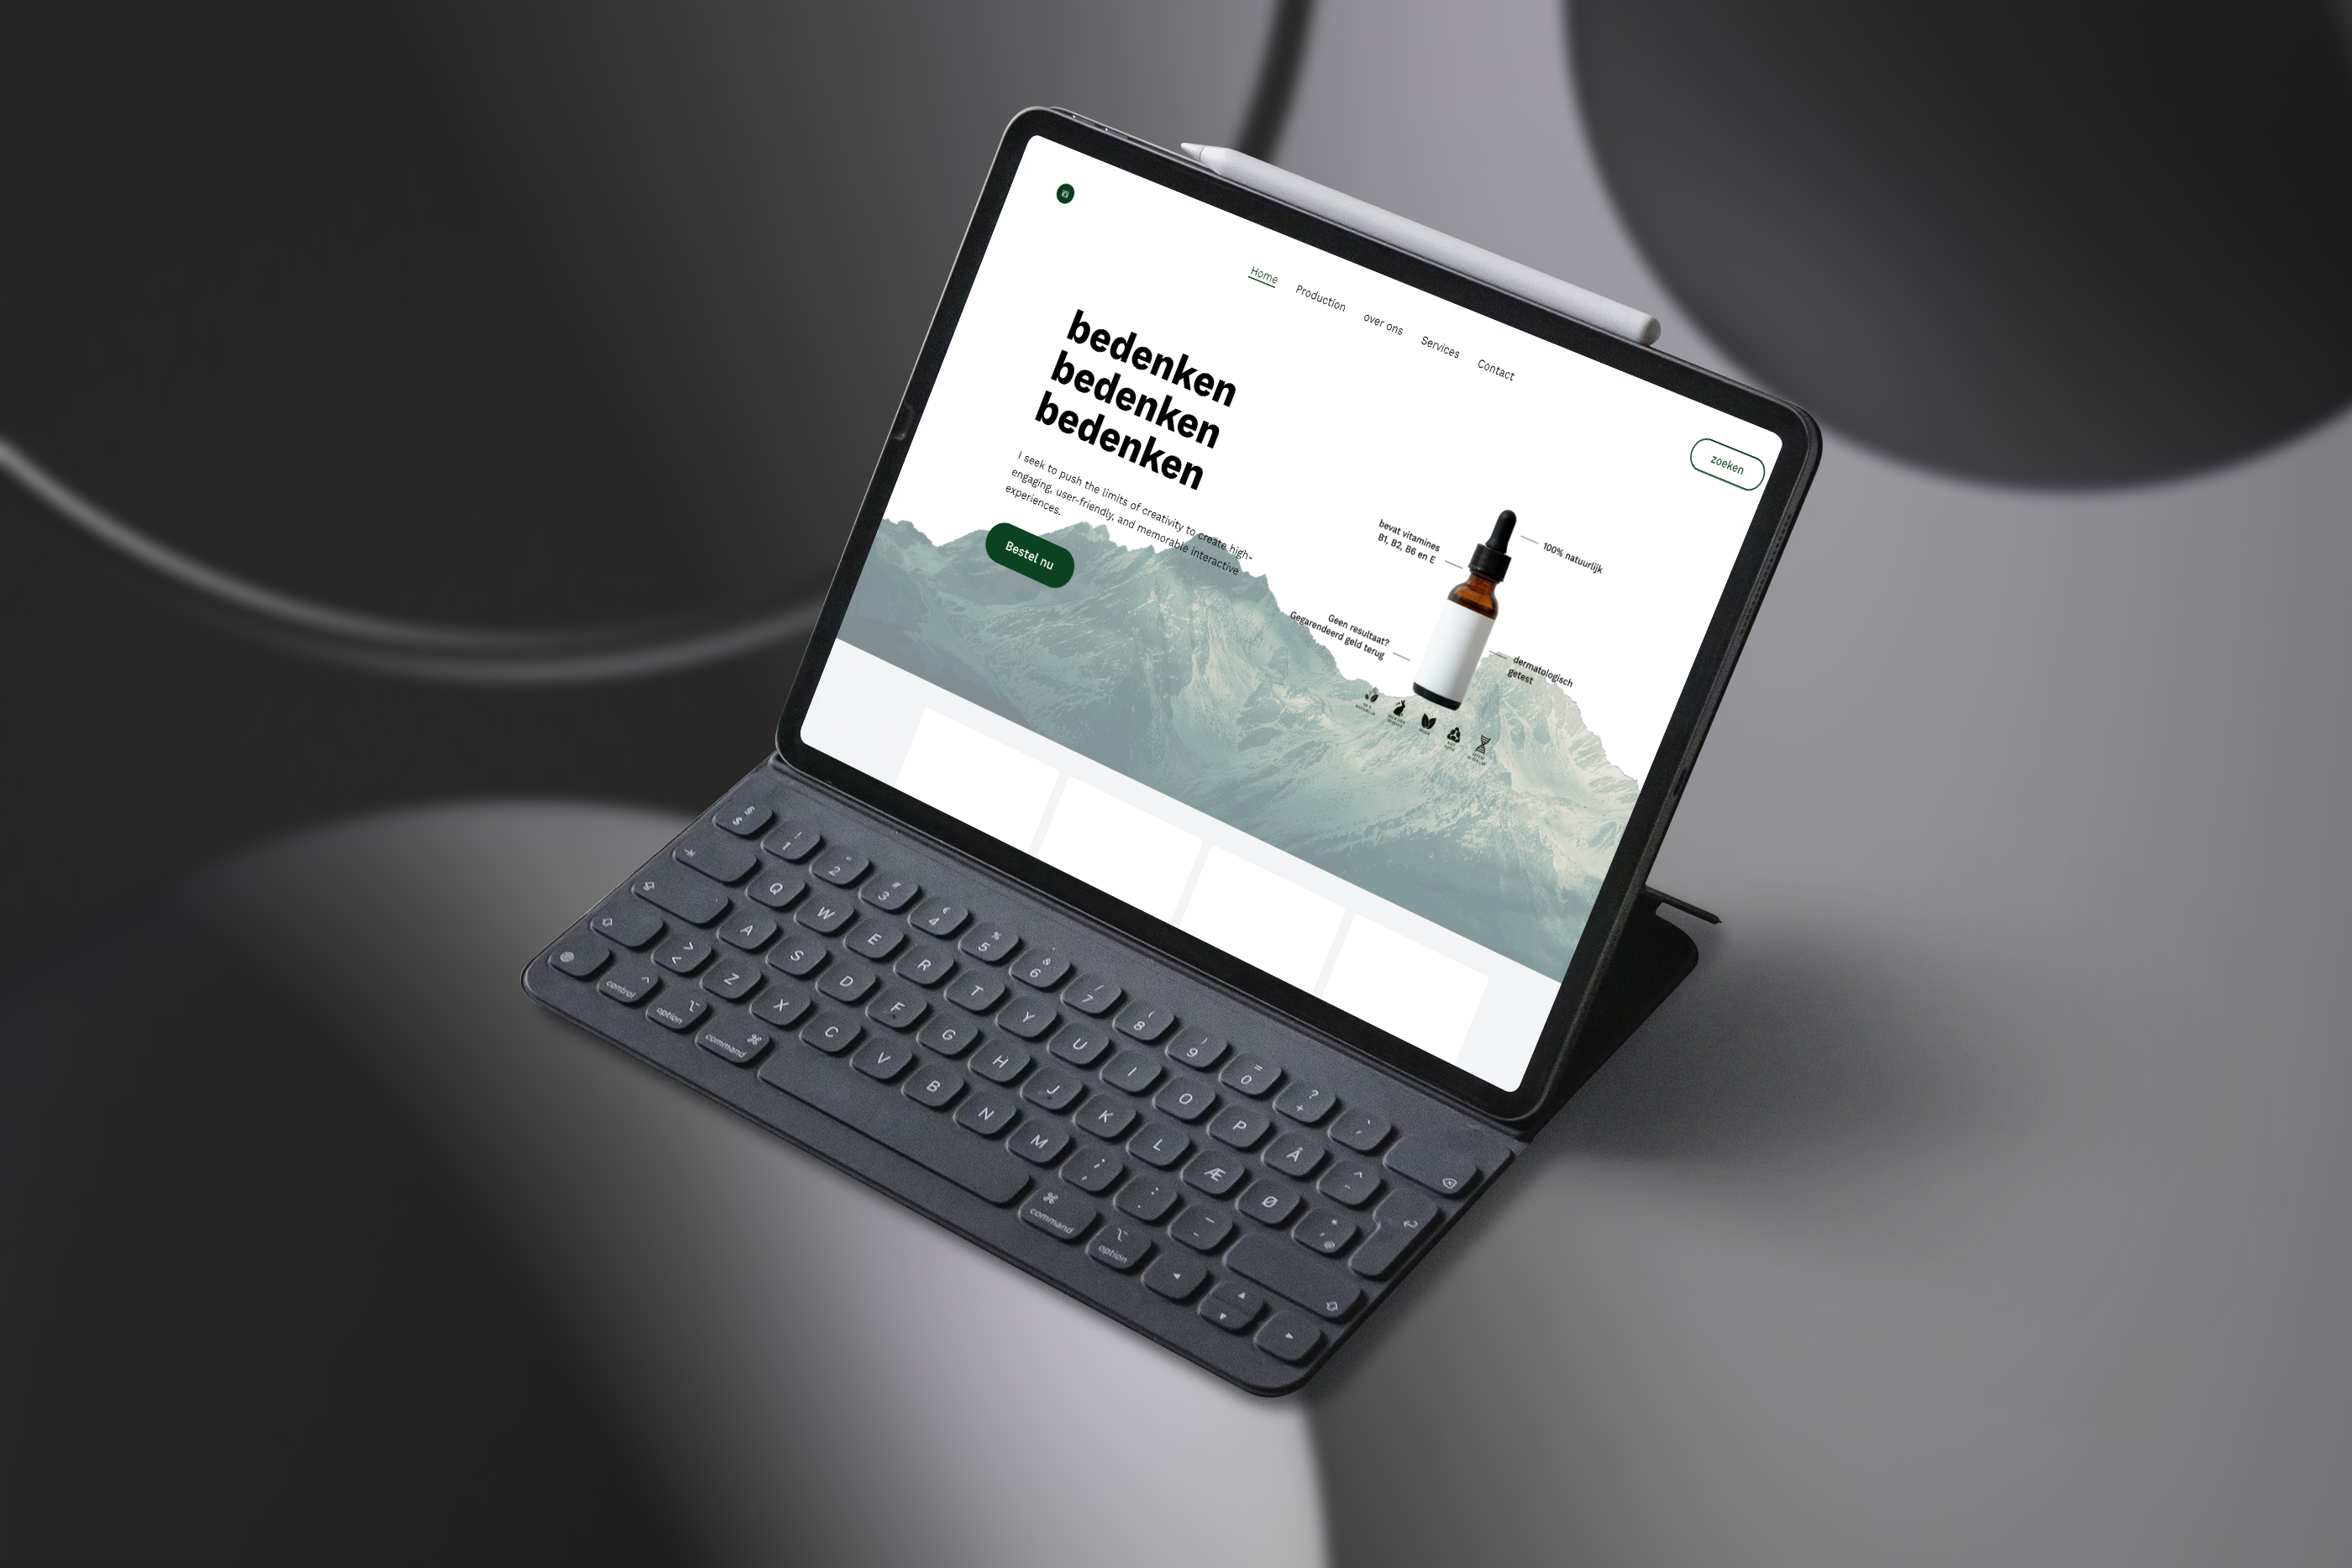 Home
Production
over ons
Services
Contact
zoeken
bedenken
bedenken
bedenken
I seek to push the limits of creativity to create high-
engaging, user-friendly, and memorable interactive
experiences.
Bestel nu
bevat vitamines
B1, B2, B6 en E
100% natuurlijk
Geen resultaat?
Gegarendeerd geld terug
dermatologisch
getest
§ ! " # € % & / ( ) = ? `
$ 1 2 3 4 5 6 7 8 9 0 + ´
Q W E R T Y U I O P Å ^ ¨
A S D F G H J K L Æ Ø * ' @
> < Z X C V B N M ; , : . _ -
control option command command option